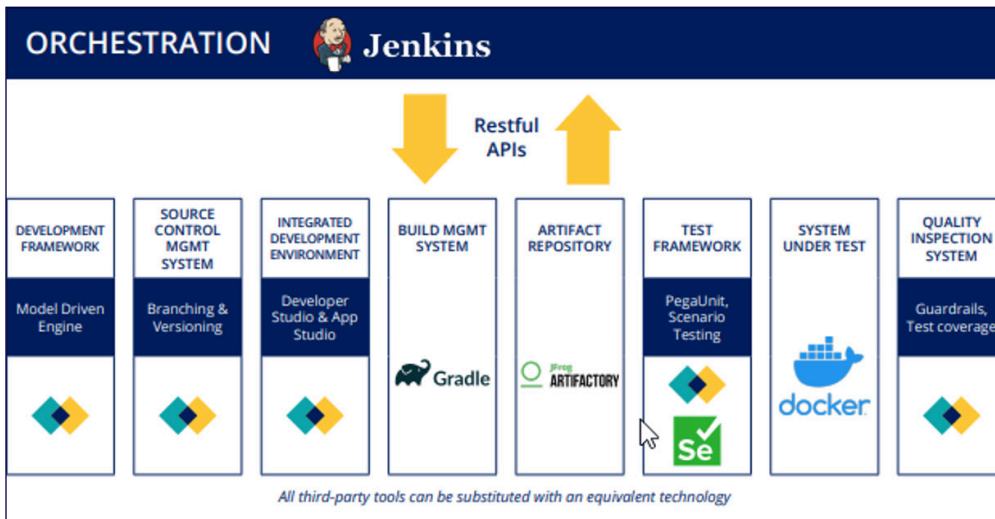 ORCHESTRATION
Jenkins
Restful
APIs
DEVELOPMENT
FRAMEWORK
Model Driven
Engine
SOURCE
CONTROL
MGMT
SYSTEM
Branching &
Versioning
INTEGRATED
DEVELOPMENT
ENVIRONMENT
Developer
Studio & App
Studio
BUILD MGMT
SYSTEM
Gradle
ARTIFACT
REPOSITORY
JFrog
ARTIFACTORY
TEST
FRAMEWORK
PegaUnit,
Scenario
Testing
Se
SYSTEM
UNDER TEST
docker
QUALITY
INSPECTION
SYSTEM
Guardrails,
Test coverage
All third-party tools can be substituted with an equivalent technology